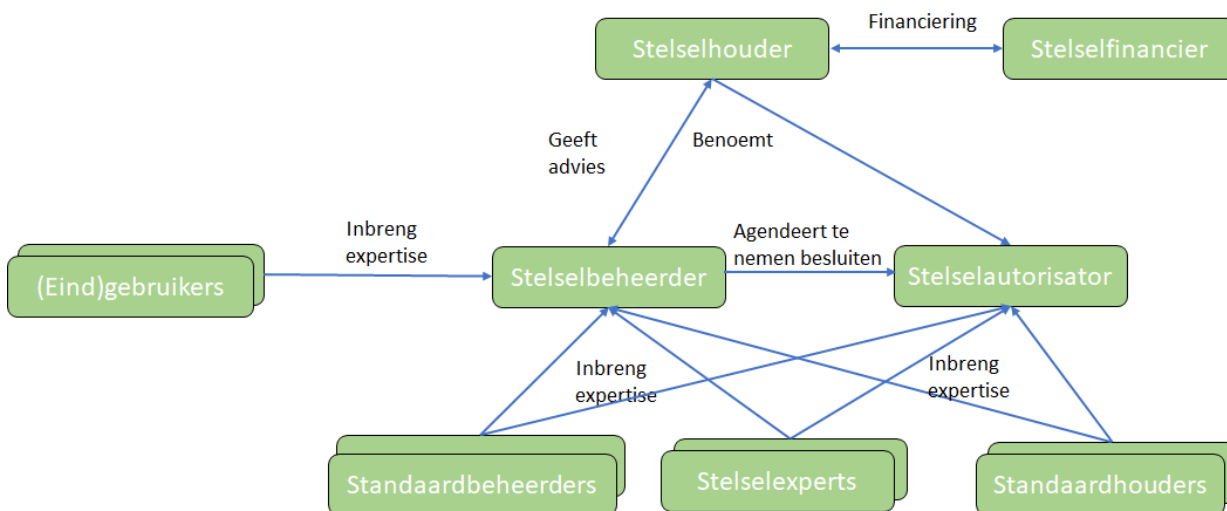 Financiering
Stelselhouder
Stelselfinancier
Geeft
advies
Benoemt
Inbreng
expertise
Agendeert te
nemen besluiten
(Eind)gebruikers
Stelselbeheerder
Stelselautorisator
Inbreng
expertise
Inbreng
expertise
Standaardbeheerders
Stelselexperts
Standaardhouders